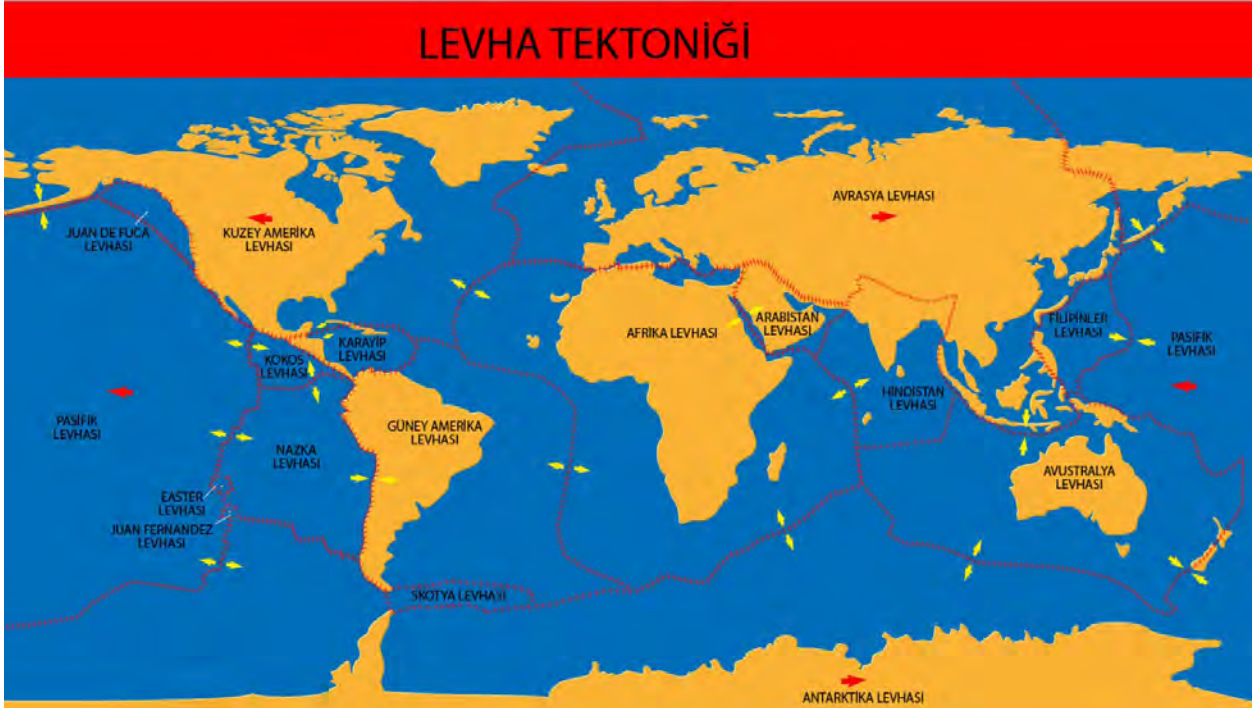 LEVHA TEKTONİĞİ
AVRASYA LEVHASI
JUAN DE FUCA
LEVHASI
KUZEY AMERİKA
LEVHASI
KOKOS
LEVHASI
KARAYİP
LEVHASI
AFRİKA LEVHASI
ARABİSTAN
LEVHASI
FİLİPİNLER
LEVHASI
PASİFİK
LEVHASI
HİNDİSTAN
LEVHASI
PASİFİK
LEVHASI
NAZKA
LEVHASI
GÜNEY AMERİKA
LEVHASI
AVUSTRALYA
LEVHASI
EASTER
LEVHASI
JUAN FERNANDEZ
LEVHASI
SKOTYA LEVHASI
ANTARKTİKA LEVHASI